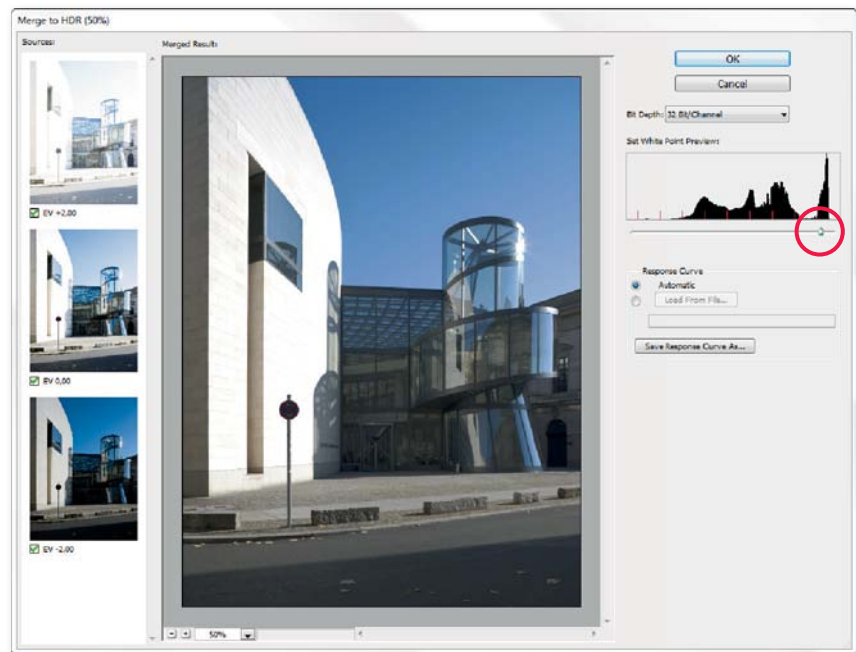 Merge to HDR (50%)
Sources:
Merged Result:
OK
Cancel
Bit Depth: 32 Bit/Channel
Set White Point Preview:
EV +2,00
Response Curve
Automatic
Load From File...
Save Response Curve As...
EV 0,00
EV -2,00
50%